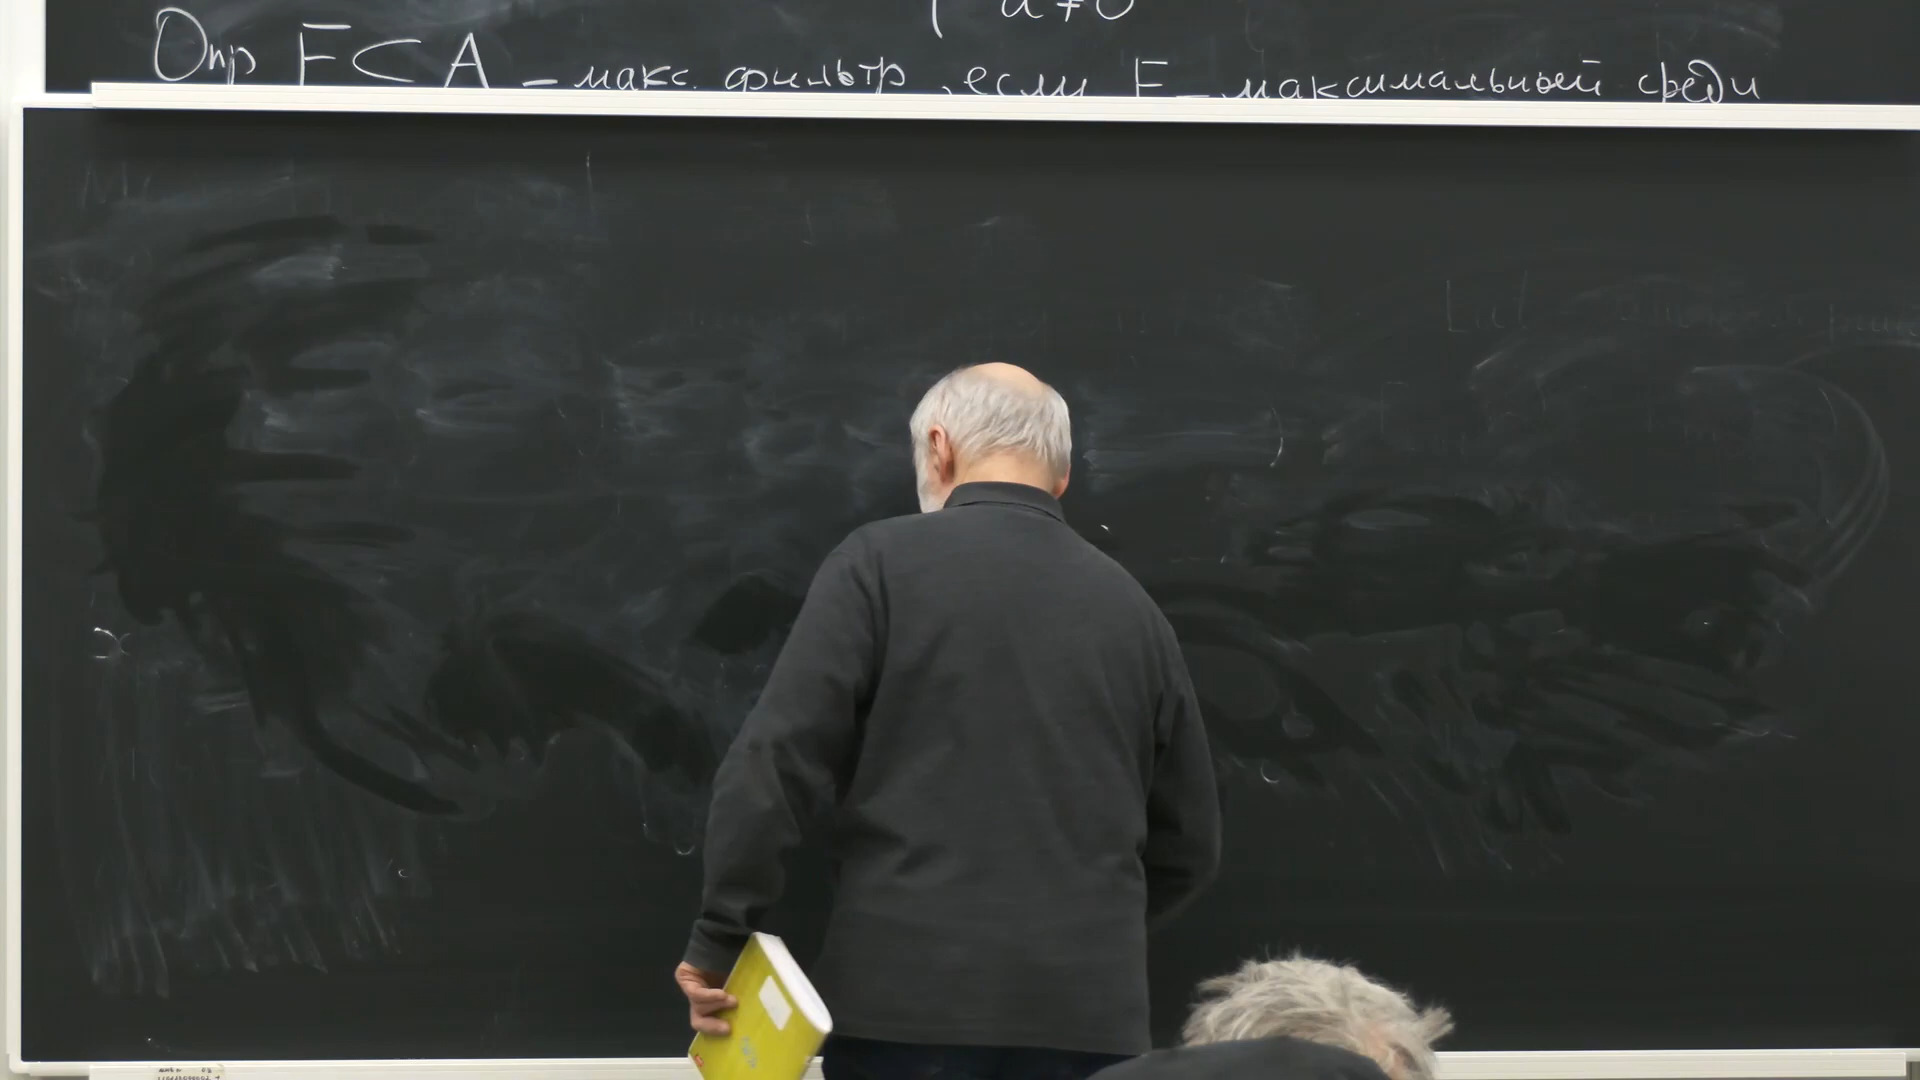 a ≠ 0
Опр F ⊂ A – макс. фильтр, если F – максимальный среди